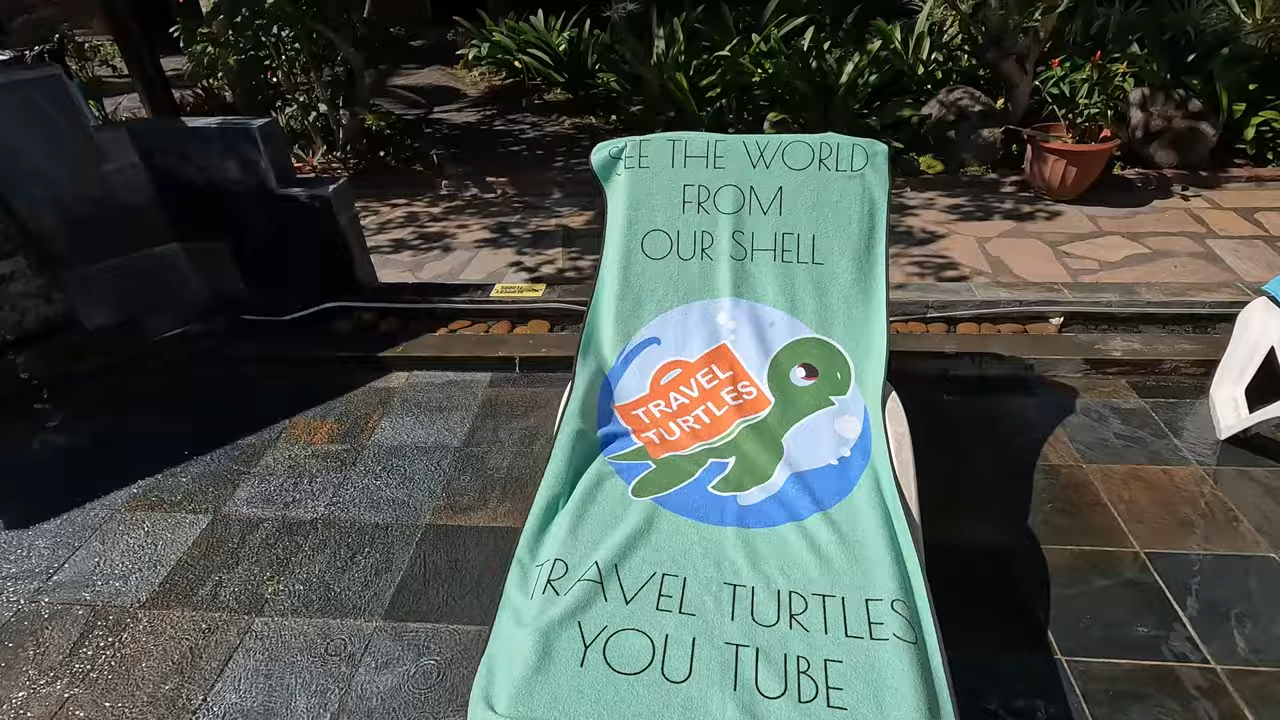 SEE THE WORLD
FROM
OUR SHELL
TRAVEL
TURTLES
TRAVEL TURTLES
YOU TUBE